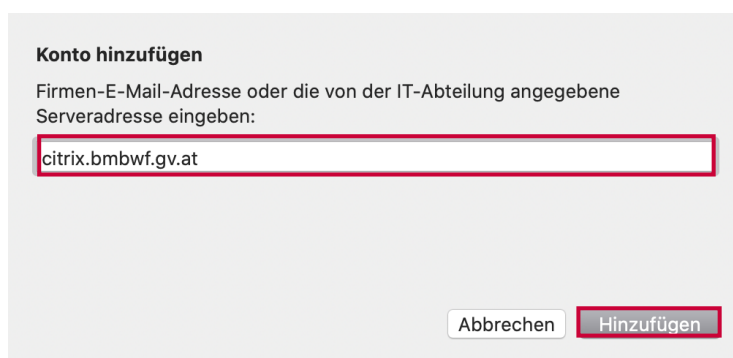 Konto hinzufügen
Firmen-E-Mail-Adresse oder die von der IT-Abteilung angegebene
Serveradresse eingeben:
citrix.bmbwf.gv.at
Abbrechen Hinzufügen